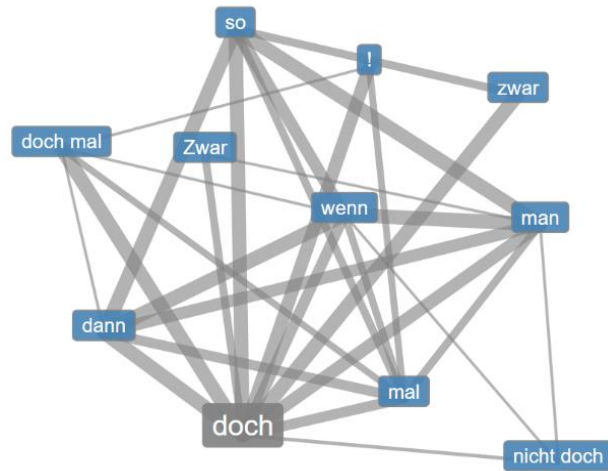 so
!
zwar
doch mal
Zwar
wenn
man
dann
mal
doch
nicht doch